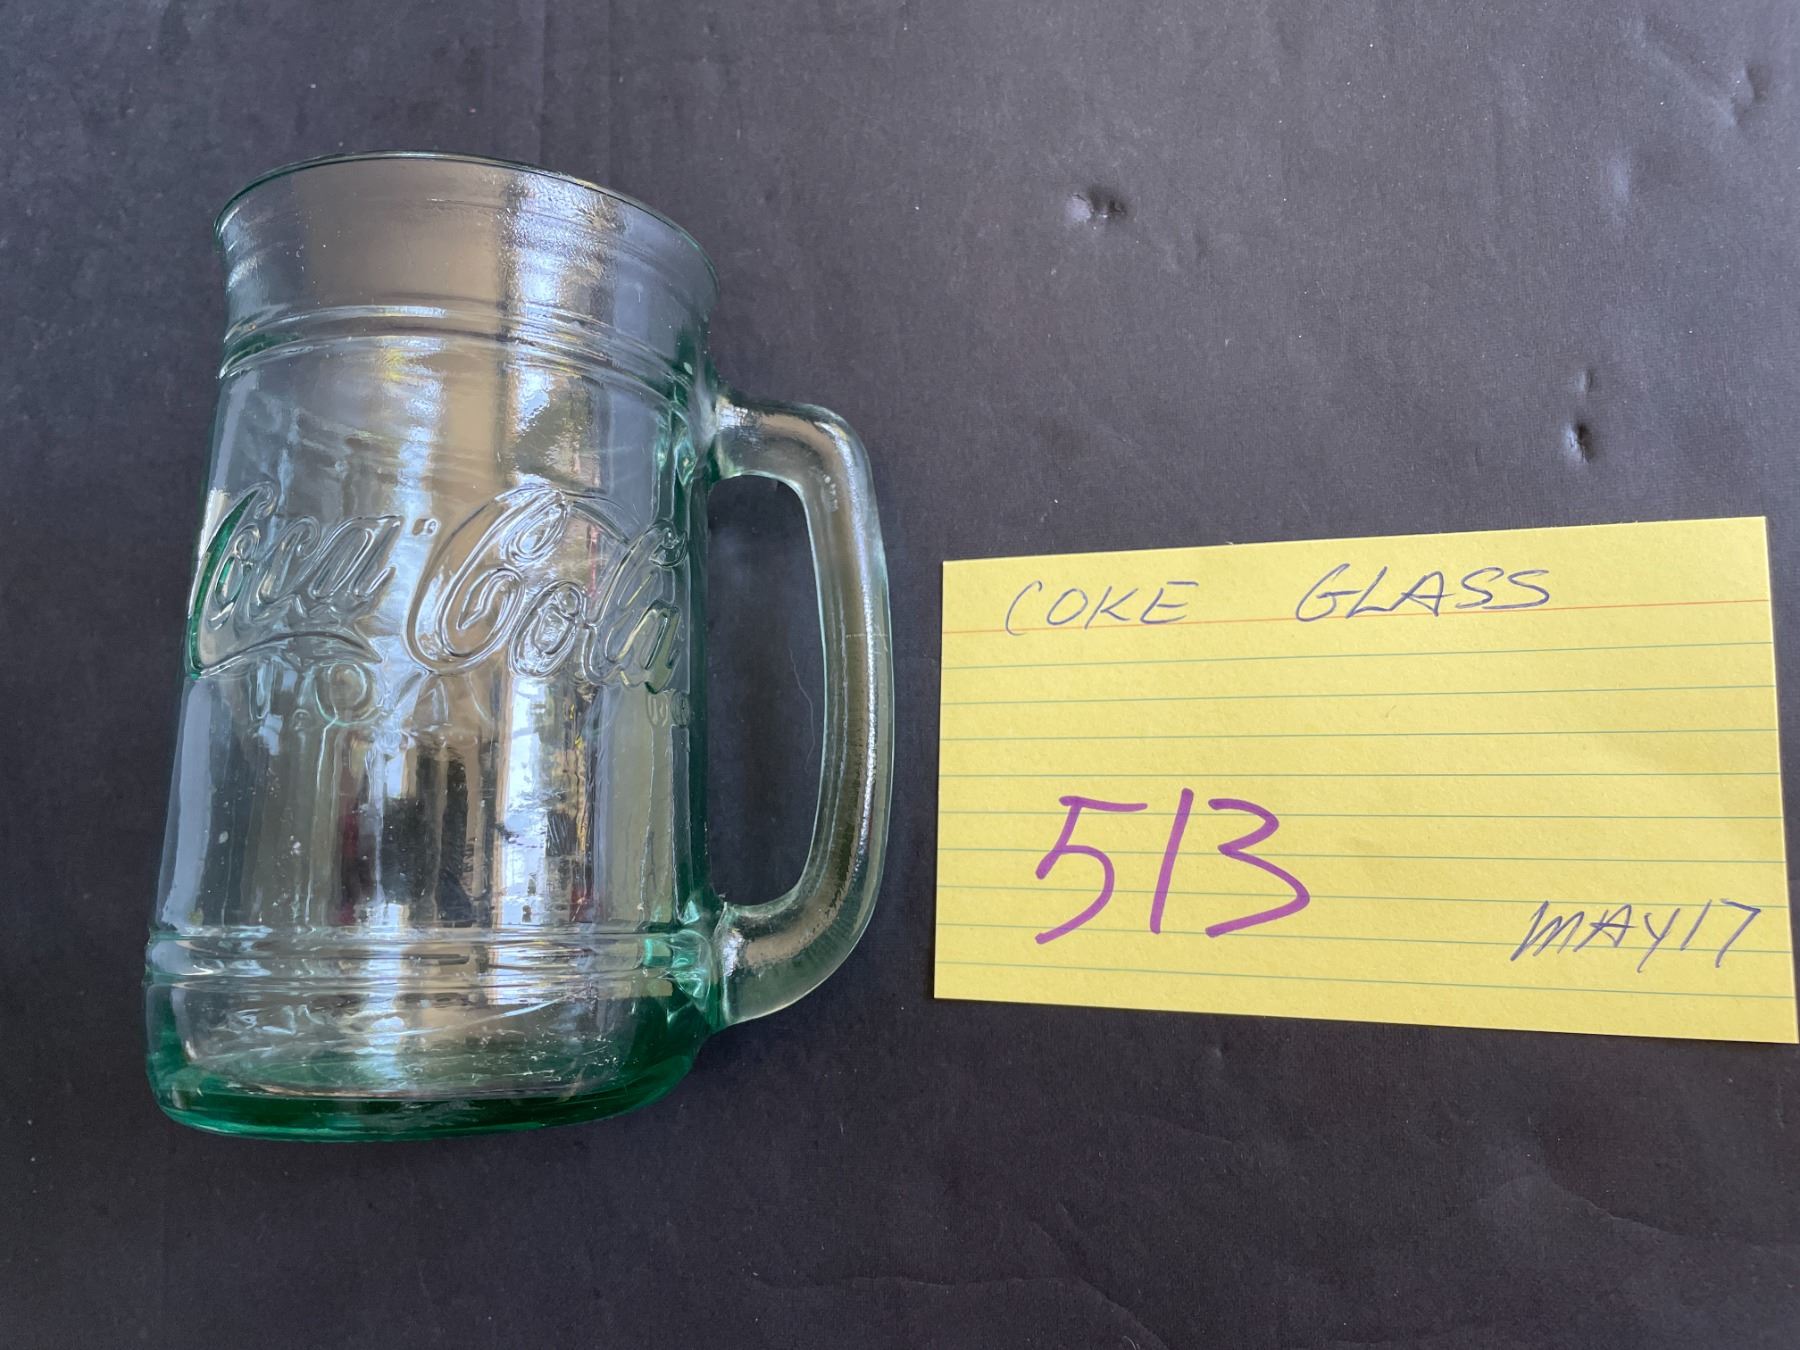 Coca-Cola
COKE GLASS
513
MAY17